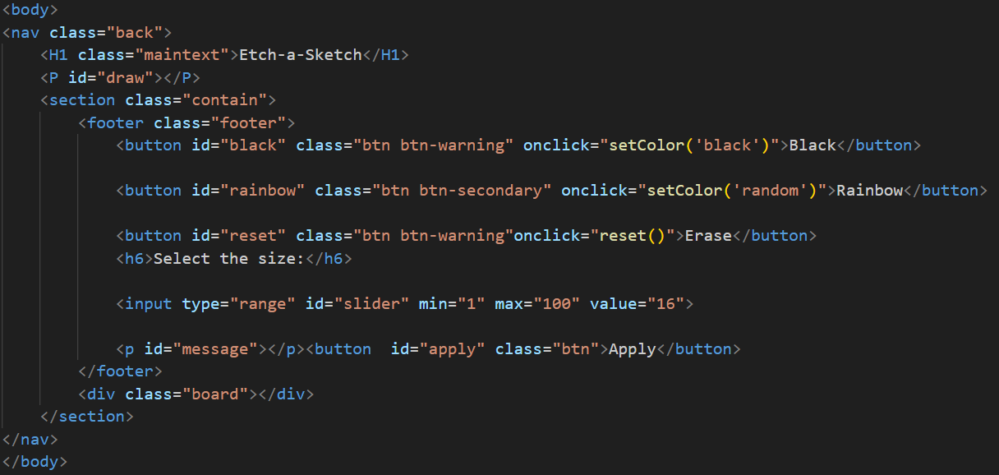 <body>
<nav class="back">
<H1 class="maintext">Etch-a-Sketch</H1>
<P id="draw"></P>
<section class="contain">
<footer class="footer">
<button id="black" class="btn btn-warning" onclick="setColor('black')">Black</button>
<button id="rainbow" class="btn btn-secondary" onclick="setColor('random')">Rainbow</button>
<button id="reset" class="btn btn-warning"onclick="reset()">Erase</button>
<h6>Select the size:</h6>
<input type="range" id="slider" min="1" max="100" value="16">
<p id="message"></p><button  id="apply" class="btn">Apply</button>
</footer>
<div class="board"></div>
</section>
</nav>
</body>